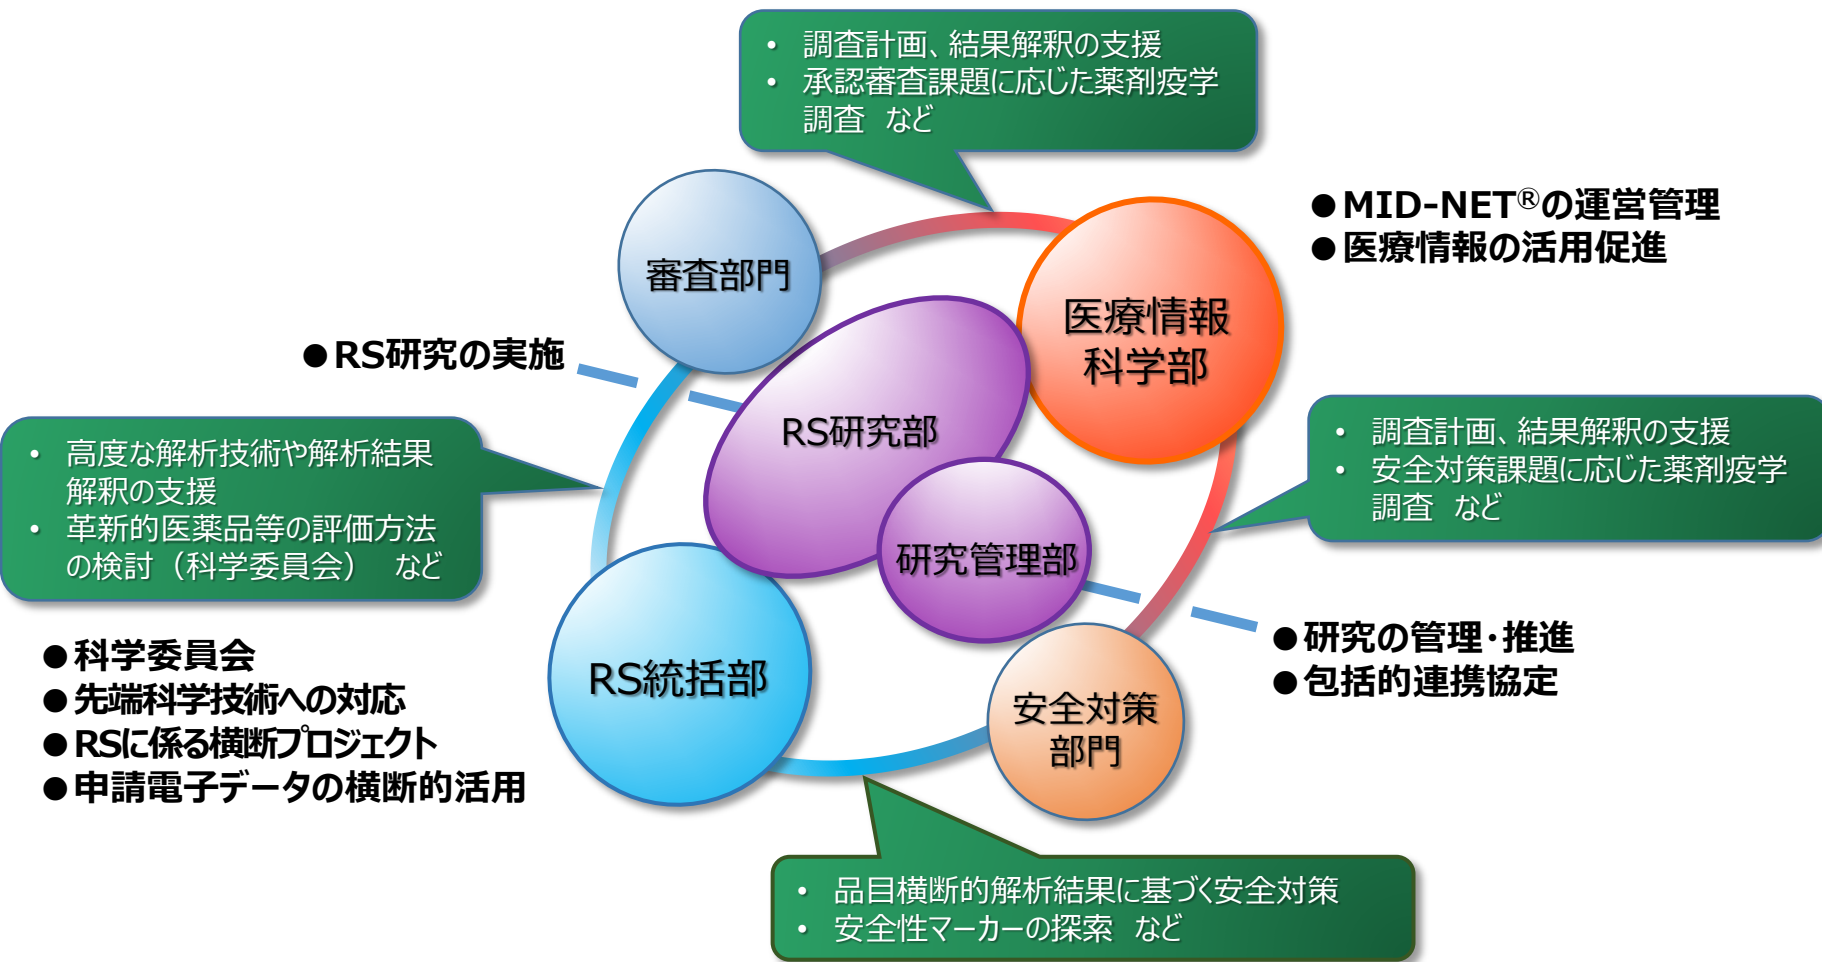 • 調査計画、結果解釈の支援
• 承認審査課題に応じた薬剤疫学
調査 など
●MID-NET®の運営管理
●医療情報の活用促進
審査部門
医療情報
科学部
●RS研究の実施
RS研究部
• 高度な解析技術や解析結果
解釈の支援
• 革新的医薬品等の評価方法
の検討（科学委員会） など
• 調査計画、結果解釈の支援
• 安全対策課題に応じた薬剤疫学
調査 など
研究管理部
●科学委員会
●先端科学技術への対応
●RSに係る横断プロジェクト
●申請電子データの横断的活用
RS統括部
●研究の管理・推進
●包括的連携協定
安全対策
部門
• 品目横断的解析結果に基づく安全対策
• 安全性マーカーの探索 など